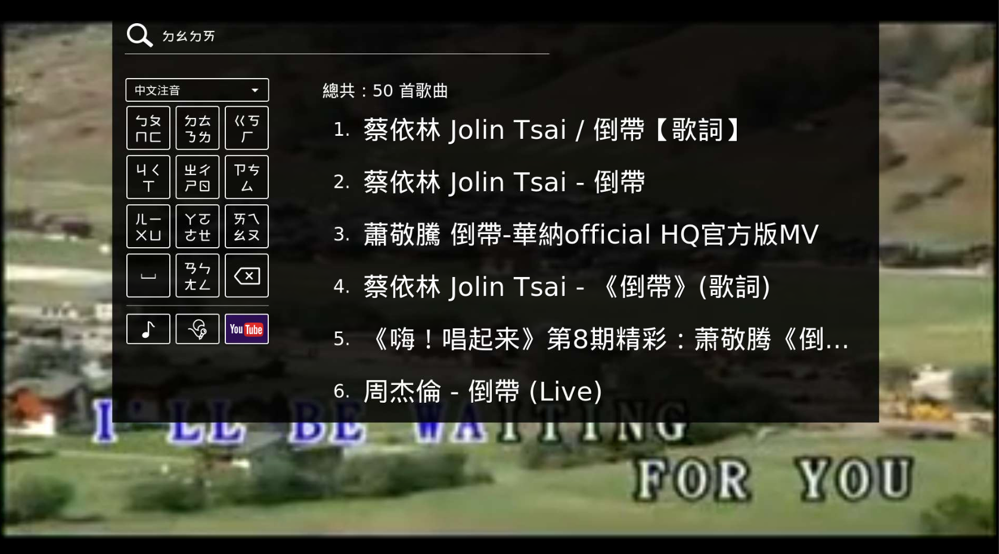 ㄉㄠㄉㄞ
中文注音
總共：50 首歌曲
ㄅㄆ ㄉㄊ ㄍㄎ
ㄇㄈ ㄋㄌ ㄏ
ㄐㄑ ㄓㄔ ㄗㄘ
ㄒ ㄕㄖ ㄙ
ㄦㄧ ㄚㄛ ㄞㄟ
ㄨㄩ ㄜㄝ ㄠㄡ
ㄢㄣ
ㄤㄥ
YouTube
1. 蔡依林 Jolin Tsai / 倒帶【歌詞】
2. 蔡依林 Jolin Tsai - 倒帶
3. 蕭敬騰 倒帶-華納official HQ官方版MV
4. 蔡依林 Jolin Tsai - 《倒帶》(歌詞)
5. 《嗨！唱起来》第8期精彩：萧敬腾《倒...
6. 周杰倫 - 倒帶 (Live)
I'LL BE WAITING
FOR YOU